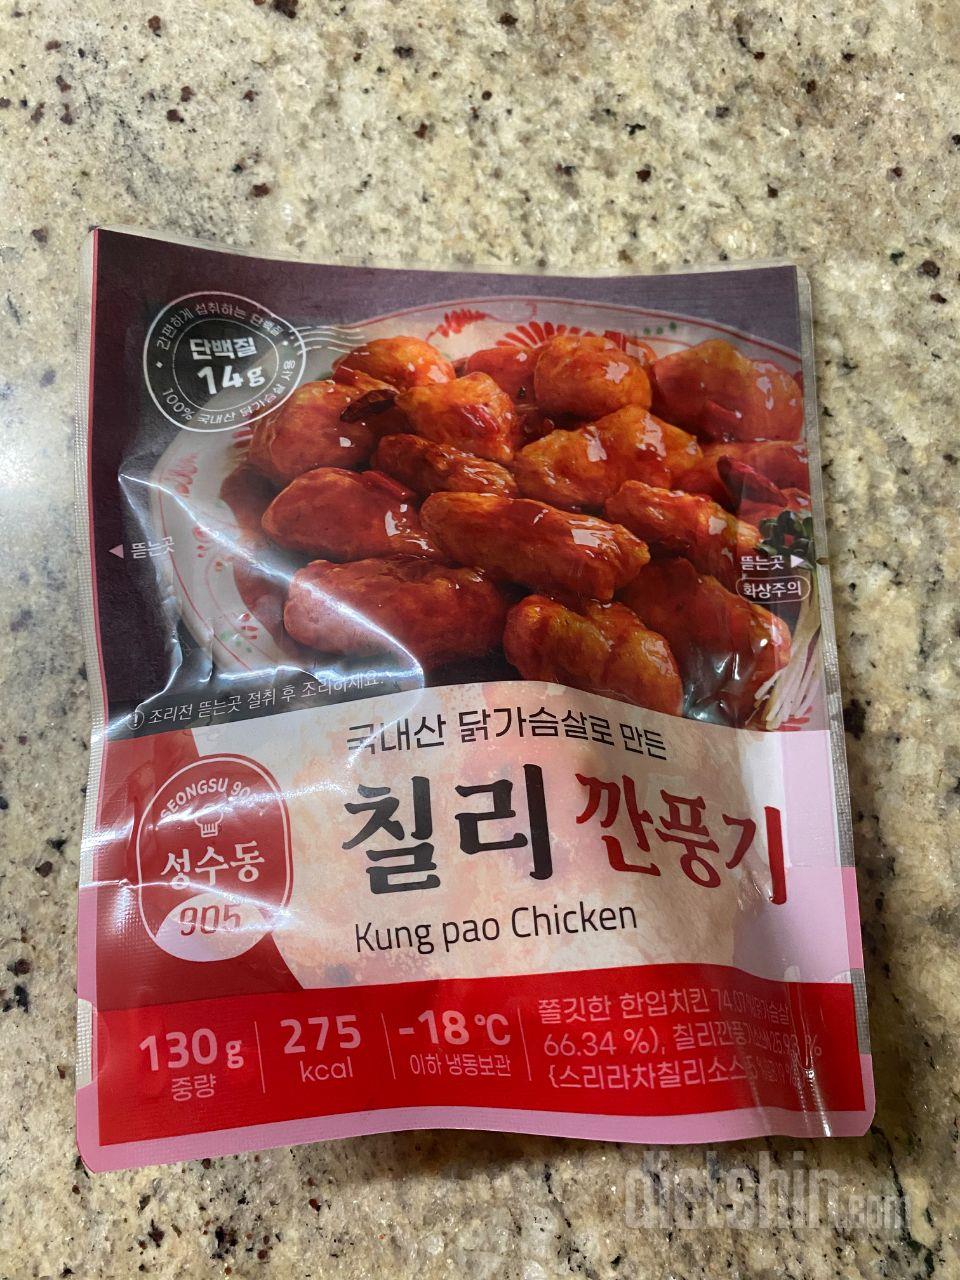 간편하게 섭취하는 단백질
단백질
14g
100% 국내산 닭가슴살 사용
뜯는곳
뜯는곳
화상주의
! 조리전 뜯는곳 절취 후 조리하세요.
국내산 닭가슴살로 만든
칠리 깐풍기
Kung pao Chicken
SEONGSU 905
성수동
905
130g
중량
275
kcal
-18℃
이하 냉동보관
쫄깃한 한입치킨
66.34 %), 칠리깐풍기
{스리라차칠리소스
dietshin.com